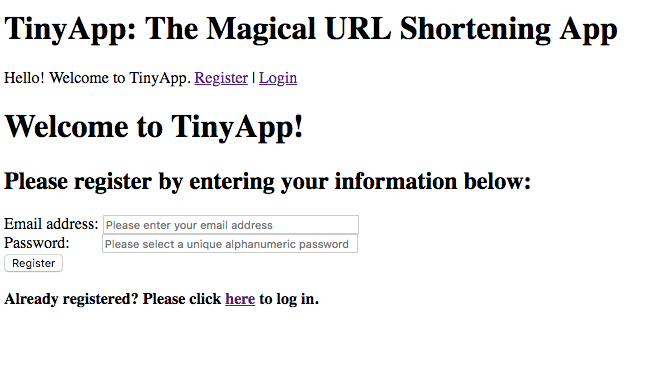 TinyApp: The Magical URL Shortening App
Hello! Welcome to TinyApp. Register | Login
Welcome to TinyApp!
Please register by entering your information below:
Email address: Please enter your email address
Password: Please select a unique alphanumeric password
Register
Already registered? Please click here to log in.